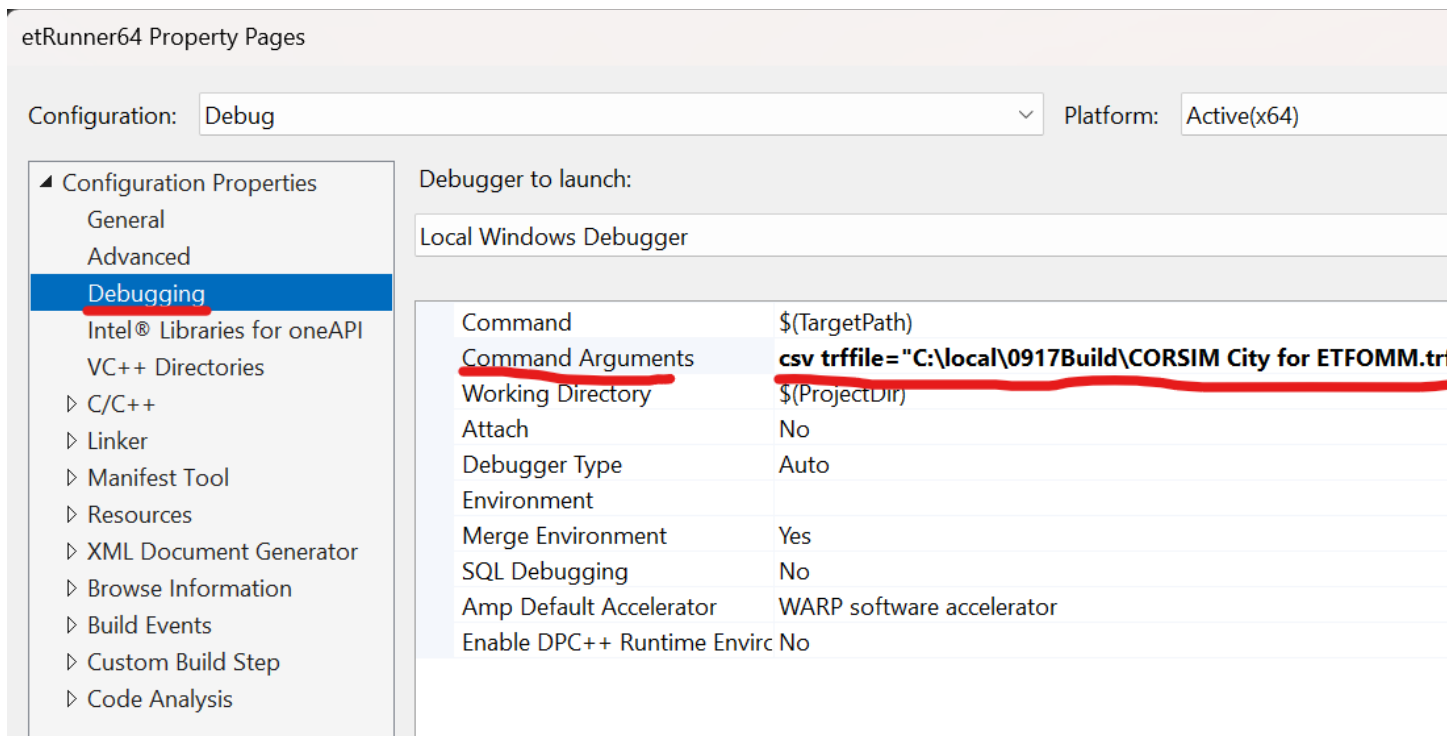 etRunner64 Property Pages
Configuration: Debug Platform: Active(x64)
Configuration Properties
General
Advanced
Debugging
Intel® Libraries for oneAPI
VC++ Directories
C/C++
Linker
Manifest Tool
Resources
XML Document Generator
Browse Information
Build Events
Custom Build Step
Code Analysis
Debugger to launch:
Local Windows Debugger
Command $(TargetPath)
Command Arguments csv trffile="C:\local\0917Build\CORSIM City for ETFOMM.trf
Working Directory $(ProjectDir)
Attach No
Debugger Type Auto
Environment
Merge Environment Yes
SQL Debugging No
Amp Default Accelerator WARP software accelerator
Enable DPC++ Runtime Envirc No